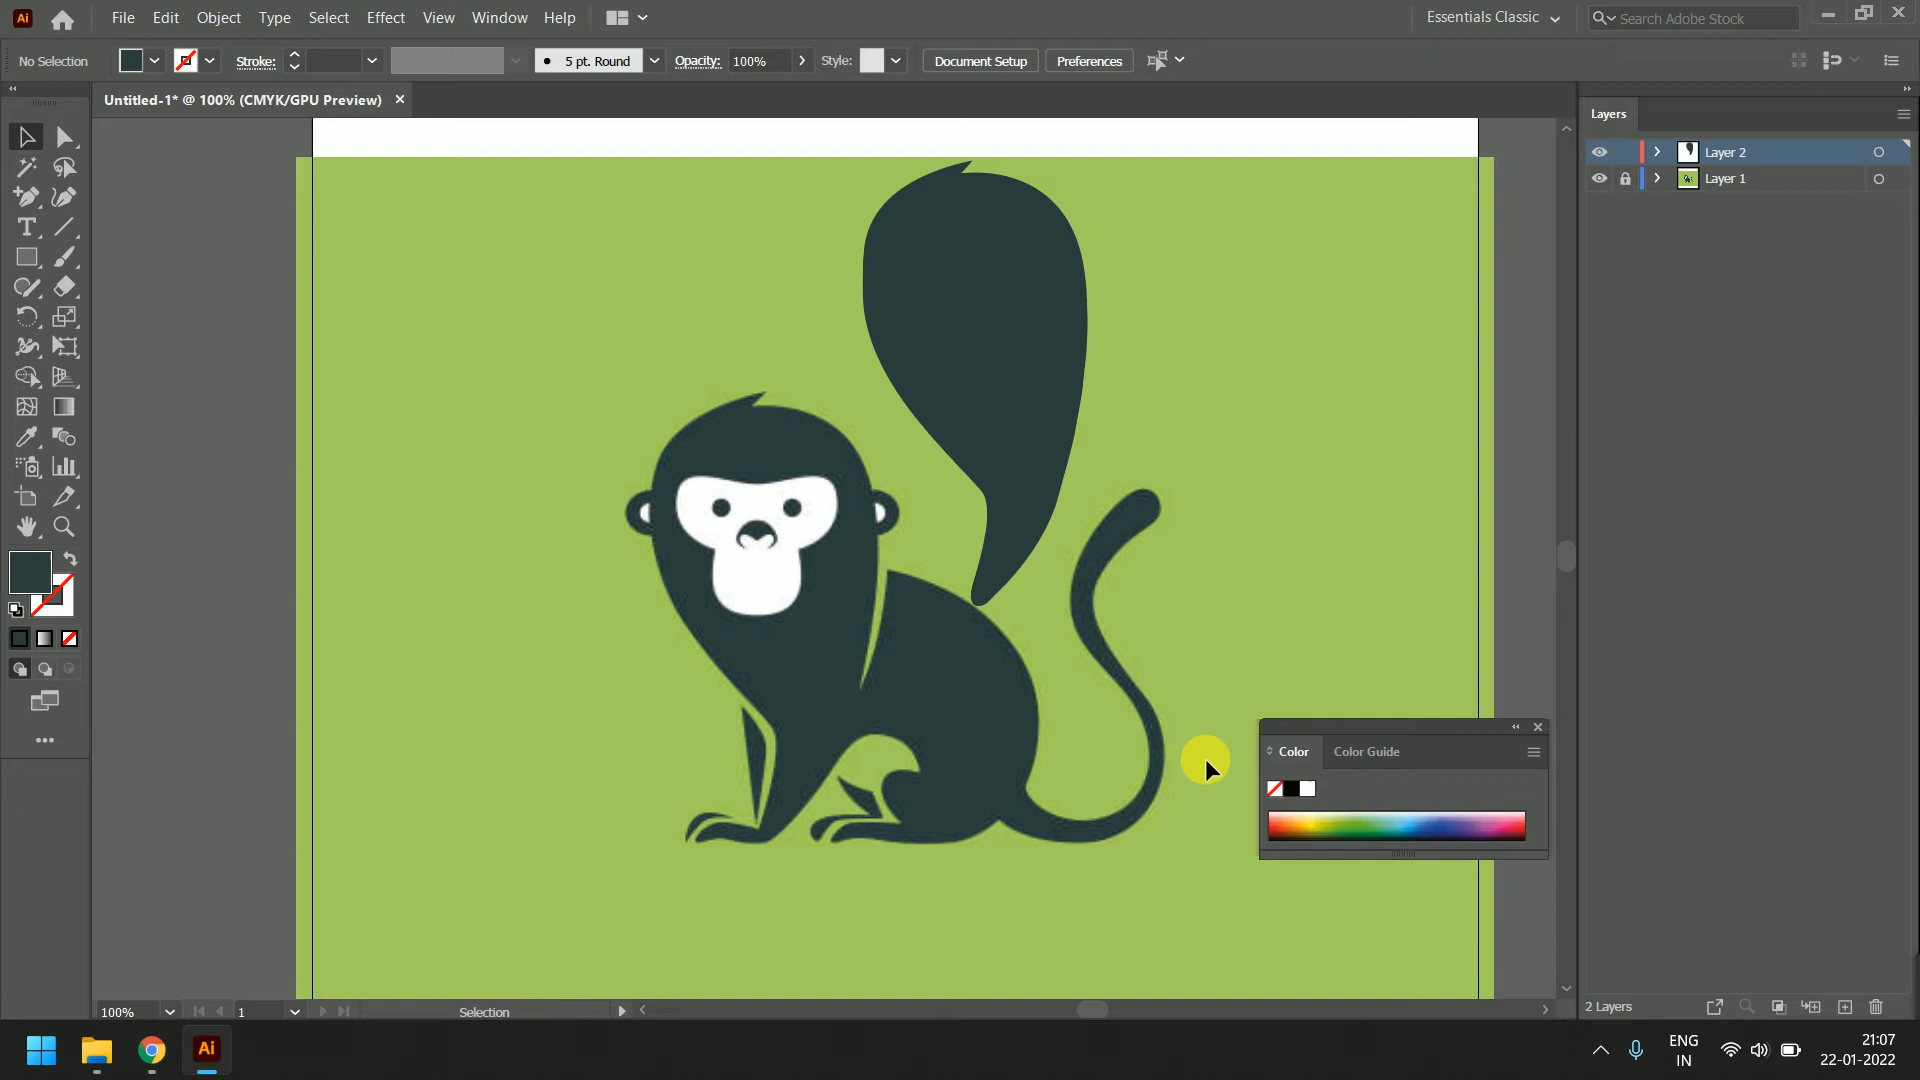 Ai File Edit Object Type Select Effect View Window Help Essentials Classic Search Adobe Stock
No Selection Stroke: 5 pt. Round Opacity: 100% Style: Document Setup Preferences
Untitled-1* @ 100% (CMYK/GPU Preview)
Layers
Layer 2
Layer 1
Color Color Guide
100% 1 Selection 2 Layers
Ai ENG 21:07
IN 22-01-2022